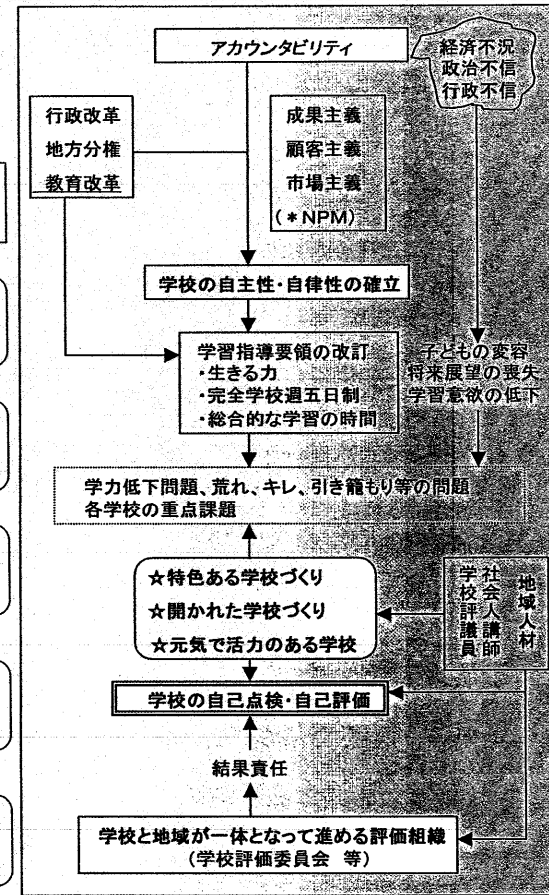 アカウンタビリティ
経済不況
政治不信
行政不信
行政改革
地方分権
教育改革
成果主義
顧客主義
市場主義
(*NPM)
学校の自主性・自律性の確立
学習指導要領の改訂
・生きる力
・完全学校週五日制
・総合的な学習の時間
子どもの変容
将来展望の喪失
学習意欲の低下
学力低下問題、荒れ、キレ、引き籠もり等の問題
各学校の重点課題
☆特色ある学校づくり
☆開かれた学校づくり
☆元気で活力のある学校
地域人材
社会人講師
学校評議員
学校の自己点検・自己評価
結果責任
学校と地域が一体となって進める評価組織
(学校評価委員会 等)